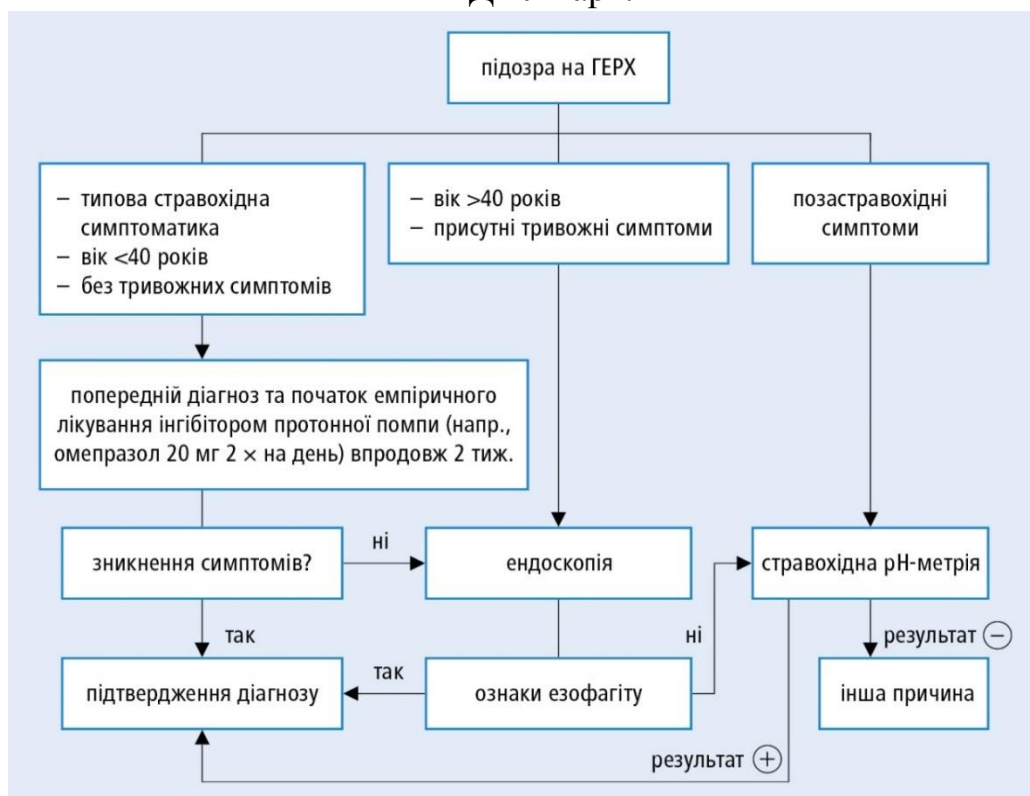 підозра на ГЕРХ
– типова стравохідна
симптоматика
– вік <40 років
– без тривожних симптомів
– вік >40 років
– присутні тривожні симптоми
позастравохідні
симптоми
попередній діагноз та початок емпіричного
лікування інгібітором протонної помпи (напр.,
омепразол 20 мг 2 × на день) впродовж 2 тиж.
зникнення симптомів?
ні
ендоскопія
стравохідна рН-метрія
так
ні
результат ⊖
підтвердження діагнозу
так
ознаки езофагіту
інша причина
результат ⊕